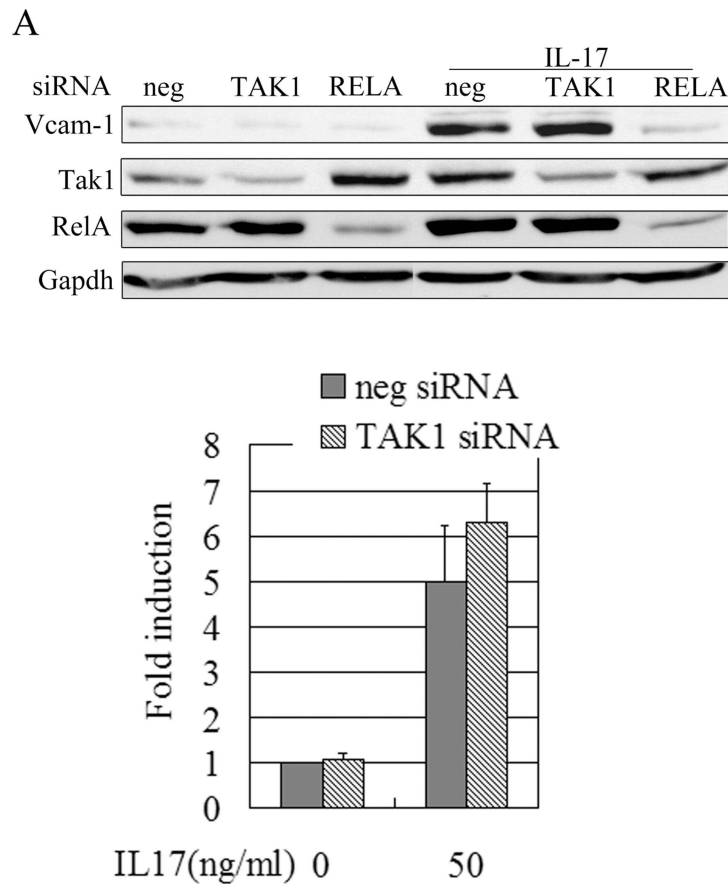 A
IL-17
siRNA neg TAK1 RELA neg TAK1 RELA
Vcam-1
Tak1
RelA
Gapdh
neg siRNA
TAK1 siRNA
8
7
6
5
4
3
2
1
0
Fold induction
IL17(ng/ml) 0 50